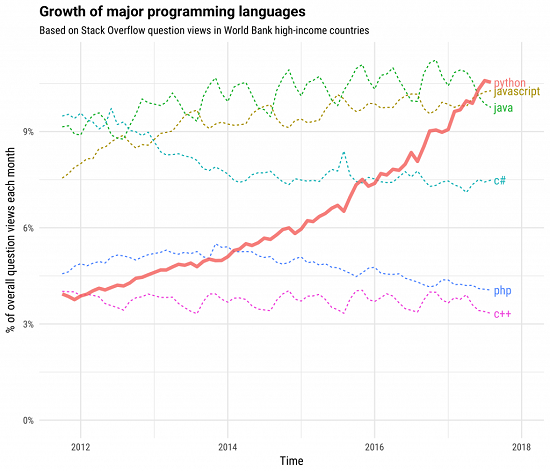 Growth of major programming languages
Based on Stack Overflow question views in World Bank high-income countries
% of overall question views each month
9%
6%
3%
0%
python
javascript
java
c#
php
c++
2012
2014
2016
2018
Time